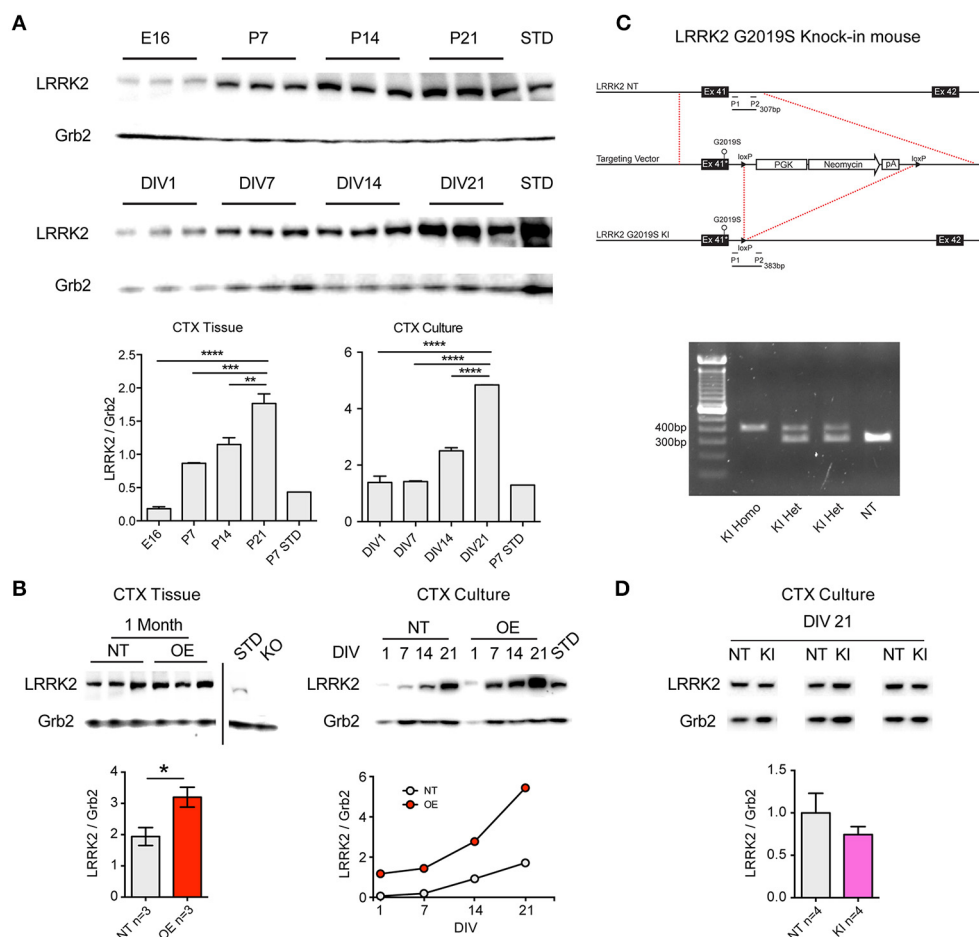 A
E16 P7 P14 P21 STD
LRRK2
Grb2
DIV1 DIV7 DIV14 DIV21 STD
LRRK2
Grb2
CTX Tissue
LRRK2 / Grb2
2.5
2.0
1.5
1.0
0.5
0.0
****
***
**
E16 P7 P14 P21 P7 STD
CTX Culture
6
4
2
0
****
****
****
DIV1 DIV7 DIV14 DIV21 P7 STD
B
CTX Tissue
1 Month
NT OE STD KO
LRRK2
Grb2
LRRK2 / Grb2
4
3
2
1
0
*
NT n=3 OE n=3
CTX Culture
NT OE
DIV 1 7 14 21 1 7 14 21 STD
LRRK2
Grb2
LRRK2 / Grb2
6
4
2
0
NT
OE
1 7 14 21
DIV
C
LRRK2 G2019S Knock-in mouse
LRRK2 NT
Ex 41 Ex 42
P1 P2
307bp
G2019S
Targeting Vector
Ex 41* loxP PGK Neomycin pA loxP
G2019S
LRRK2 G2019S KI
Ex 41* loxP Ex 42
P1 P2
383bp
400bp
300bp
KI Homo KI Het KI Het NT
D
CTX Culture
DIV 21
NT KI NT KI NT KI
LRRK2
Grb2
LRRK2 / Grb2
1.5
1.0
0.5
0.0
NT n=4 KI n=4